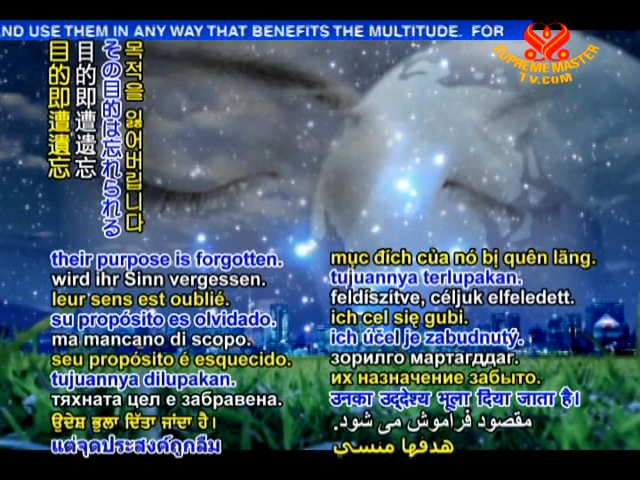 ND USE THEM IN ANY WAY THAT BENEFITS THE MULTITUDE. FOR
SUPREME MASTER
TV.COM
목적을 잃어버립니다
その目的は忘れられる
目的即遭遗忘
目的即遭遺忘
their purpose is forgotten.
wird ihr Sinn vergessen.
leur sens est oublié.
su propósito es olvidado.
ma mancano di scopo.
seu propósito é esquecido.
tujuannya dilupakan.
тяхната цел е забравена.
ਉਦੇਸ਼ ਭੁਲਾ ਦਿੱਤਾ ਜਾਂਦਾ ਹੈ।
แต่จุดประสงค์ถูกลืม
mục đích của nó bị quên lãng.
tujuannya terlupakan.
feldíszítve, céljuk elfeledett.
ich cel się gubi.
ich účel je zabudnutý.
зорилго мартагддаг.
их назначение забыто.
उनका उद्देश्य भूला दिया जाता है।
مقصود فراموش می شود.
هدفها منسي